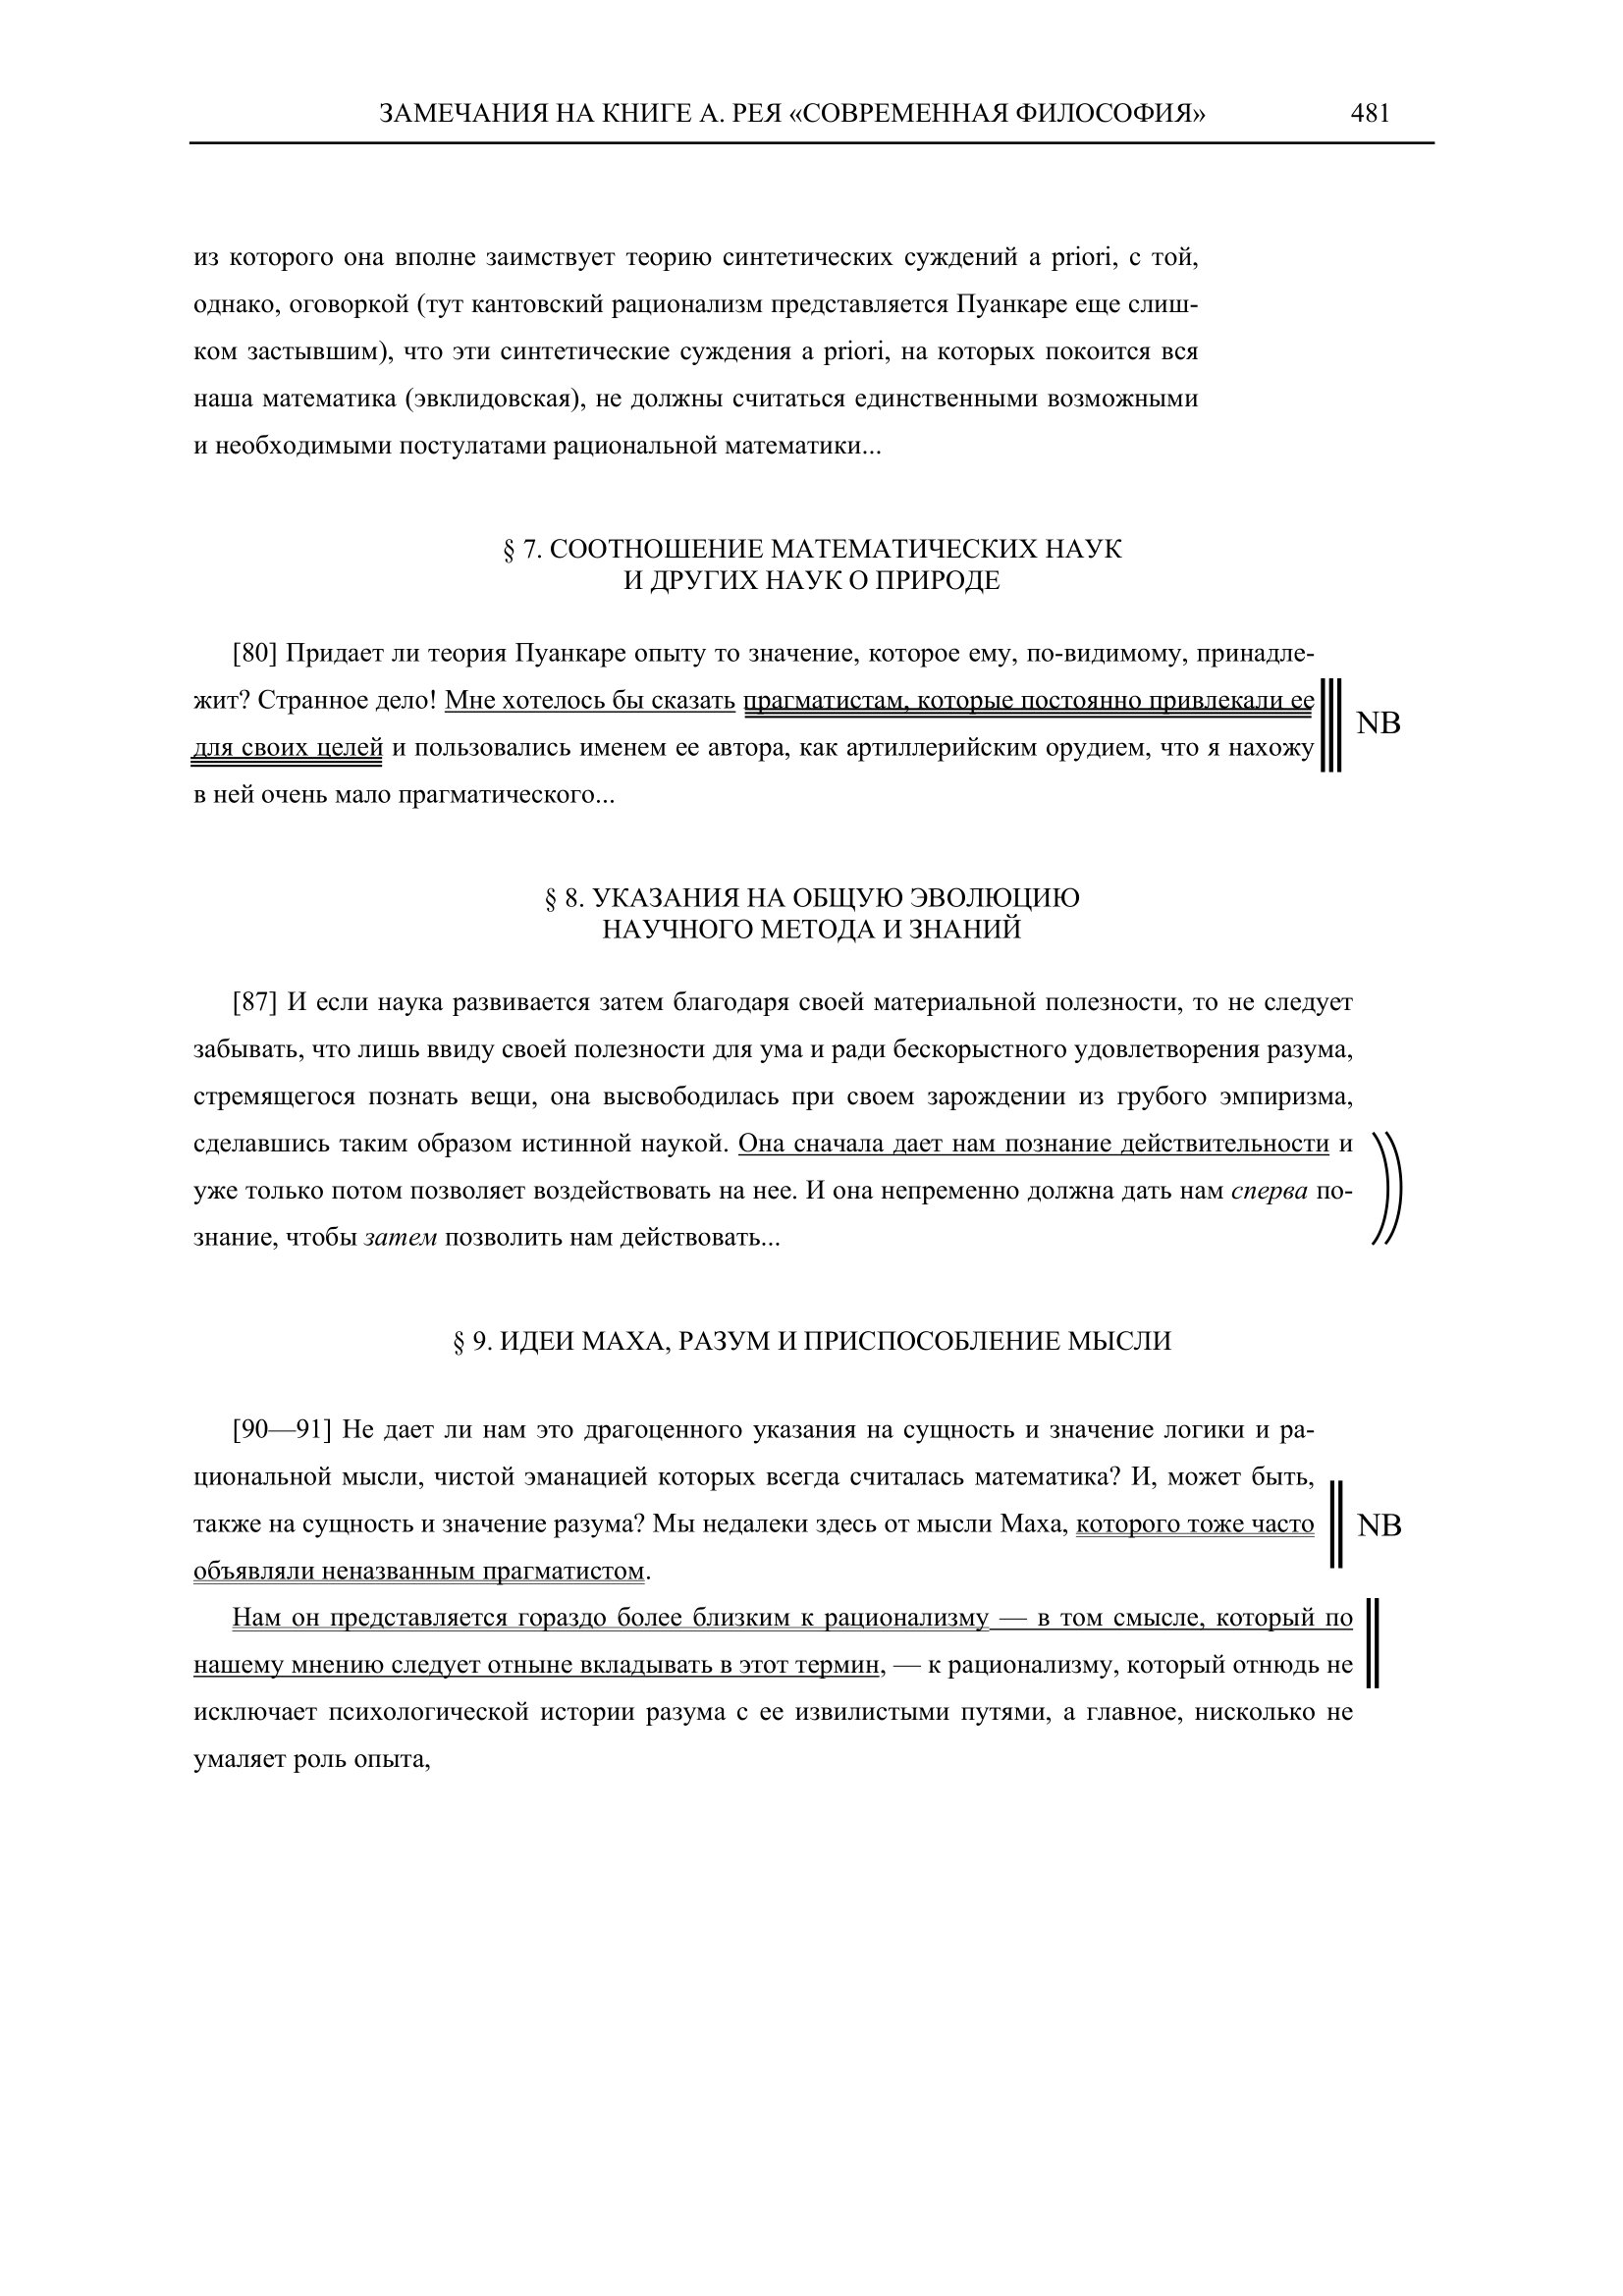 ЗАМЕЧАНИЯ НА КНИГЕ А. РЕЯ «СОВРЕМЕННАЯ ФИЛОСОФИЯ» 481
из которого она вполне заимствует теорию синтетических суждений a priori, с той,
однако, оговоркой (тут кантовский рационализм представляется Пуанкаре еще слиш-
ком застывшим), что эти синтетические суждения a priori, на которых покоится вся
наша математика (эвклидовская), не должны считаться единственными возможными
и необходимыми постулатами рациональной математики...
§ 7. СООТНОШЕНИЕ МАТЕМАТИЧЕСКИХ НАУК
И ДРУГИХ НАУК О ПРИРОДЕ
[80] Придает ли теория Пуанкаре опыту то значение, которое ему, по-видимому, принадле-
жит? Странное дело! Мне хотелось бы сказать прагматистам, которые постоянно привлекали ее
NB
для своих целей и пользовались именем ее автора, как артиллерийским орудием, что я нахожу
в ней очень мало прагматического...
§ 8. УКАЗАНИЯ НА ОБЩУЮ ЭВОЛЮЦИЮ
НАУЧНОГО МЕТОДА И ЗНАНИЙ
[87] И если наука развивается затем благодаря своей материальной полезности, то не следует
забывать, что лишь ввиду своей полезности для ума и ради бескорыстного удовлетворения разума,
стремящегося познать вещи, она высвободилась при своем зарождении из грубого эмпиризма,
сделавшись таким образом истинной наукой. Она сначала дает нам познание действительности и
уже только потом позволяет воздействовать на нее. И она непременно должна дать нам сперва по-
знание, чтобы затем позволить нам действовать...
§ 9. ИДЕИ МАХА, РАЗУМ И ПРИСПОСОБЛЕНИЕ МЫСЛИ
[90—91] Не дает ли нам это драгоценного указания на сущность и значение логики и ра-
циональной мысли, чистой эманацией которых всегда считалась математика? И, может быть,
также на сущность и значение разума? Мы недалеки здесь от мысли Маха, которого тоже часто
NB
объявляли неназванным прагматистом.
Нам он представляется гораздо более близким к рационализму — в том смысле, который по
нашему мнению следует отныне вкладывать в этот термин, — к рационализму, который отнюдь не
исключает психологической истории разума с ее извилистыми путями, а главное, нисколько не
умаляет роль опыта,